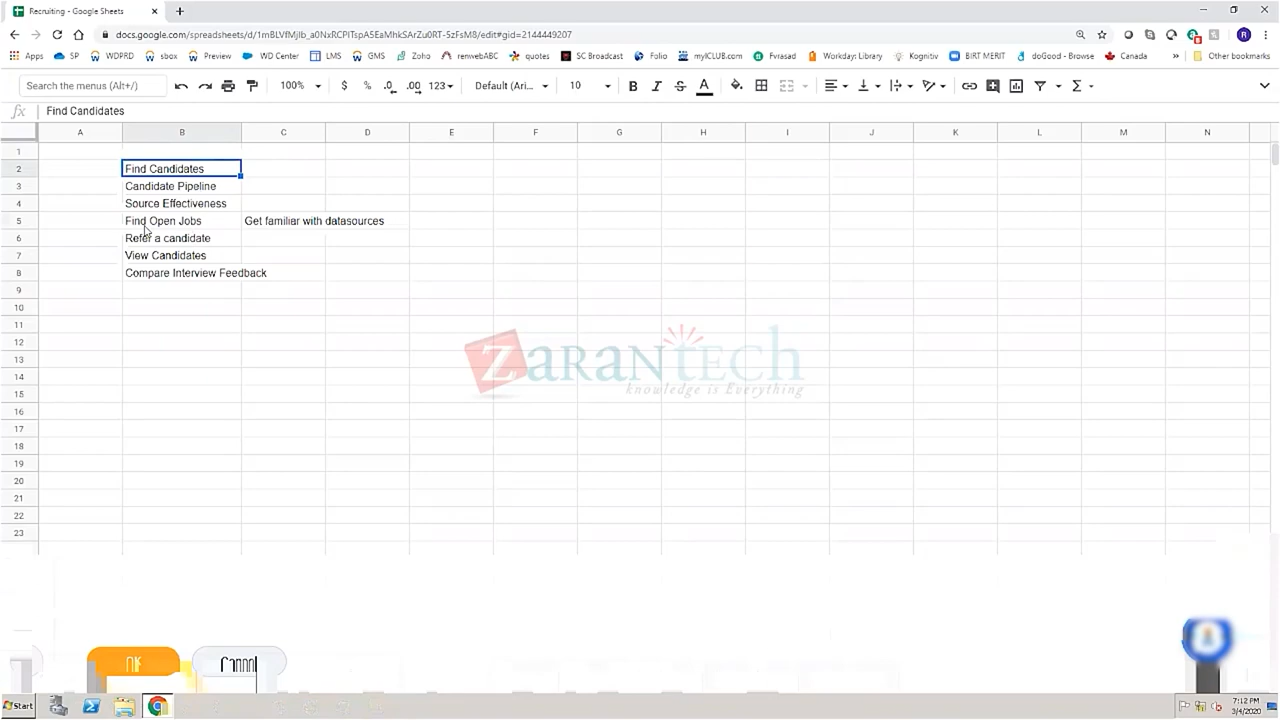 Recruiting - Google Sheets
docs.google.com/spreadsheets/d/1mBLVfMjIb_a0NxRCPITspA5EaMhkSArZu0RT-5zFsM8/edit#gid=2144449207
Apps SP WDPRD sbox Preview GMS Window Card LMS GMS Zoho renwebABC quotes SC Broadcast Folio myICLUB.com Fvrasad Workday: Library Kognitiv BIRT MERIT doGood - Browse Canada » Other bookmarks
Search the menus (Alt+/) 100% $ % .0 .00 123 Default (Ari... 10 B I S A Σ
fx Find Candidates
A B C D E F G H I J K L M N
1
2 Find Candidates
3 Candidate Pipeline
4 Source Effectiveness
5 Find Open Jobs Get familiar with datasources
6 Refer a candidate
7 View Candidates
8 Compare Interview Feedback
9
10
11
12
13
14
15
16
17
18
19
20
21
22
23
ZARANTECH
knowledge is Everything
Start
7:12 PM
3/4/2020